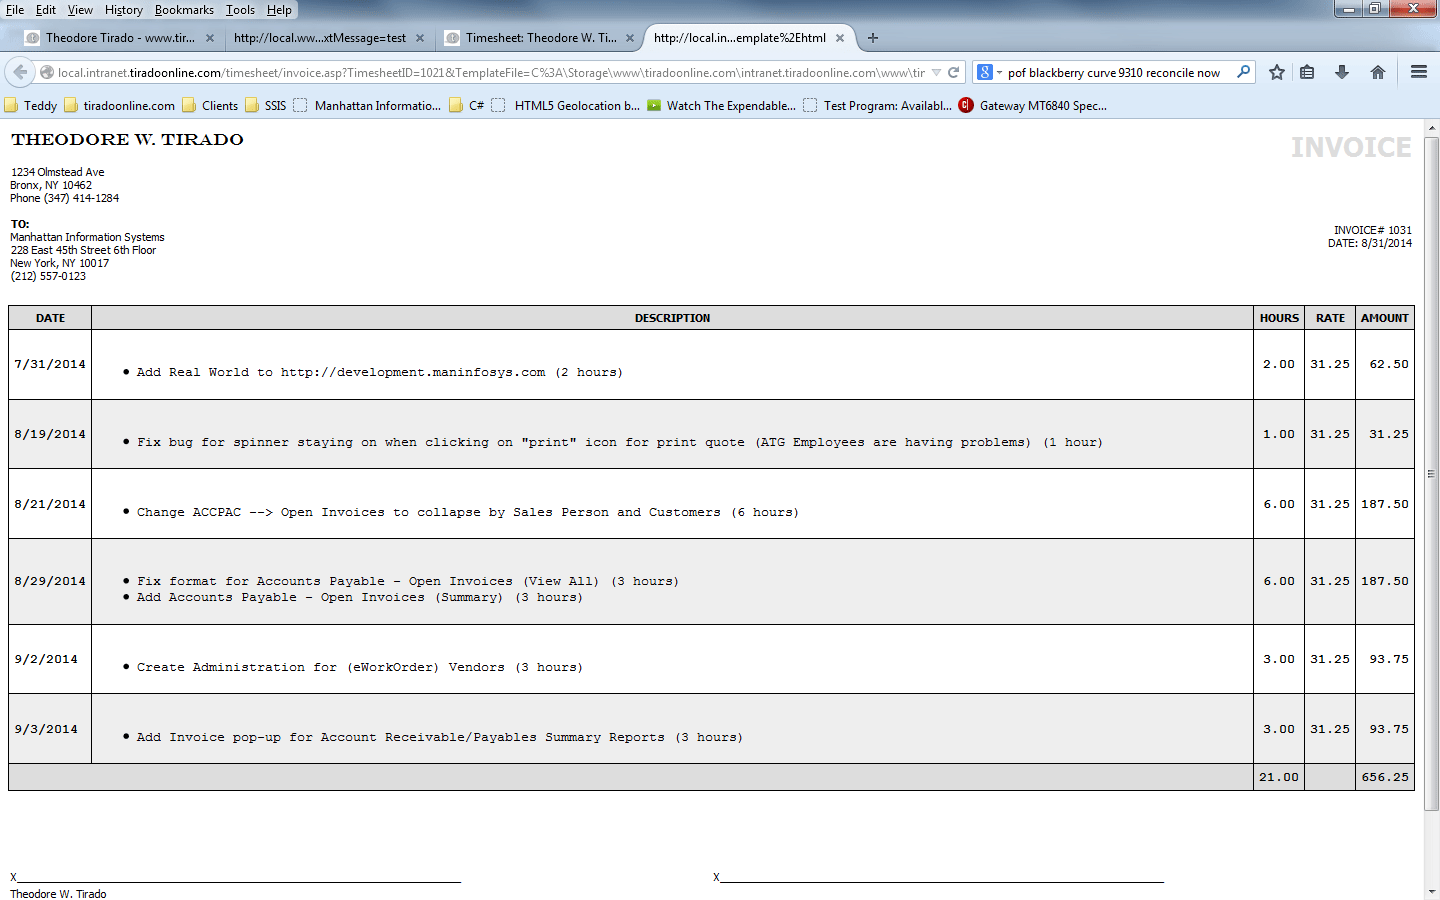 File Edit View History Bookmarks Tools Help
Theodore Tirado - www.tir... × http://local.ww...xtMessage=test × Timesheet: Theodore W. Ti... × http://local.in...emplate%2Ehtml × +
local.intranet.tiradoonline.com/timesheet/invoice.asp?TimesheetID=1021&TemplateFile=C%3A\Storage\www\tiradoonline.com\intranet.tiradoonline.com\www\tir
pof blackberry curve 9310 reconcile now
Teddy tiradoonline.com Clients SSIS Manhattan Informatio... C# HTML5 Geolocation b... Watch The Expendable... Test Program: Availabl... Gateway MT6840 Spec...
THEODORE W. TIRADO
INVOICE
1234 Olmstead Ave
Bronx, NY 10462
Phone (347) 414-1284
TO:
Manhattan Information Systems
228 East 45th Street 6th Floor
New York, NY 10017
(212) 557-0123
INVOICE# 1031
DATE: 8/31/2014
DATE DESCRIPTION HOURS RATE AMOUNT
7/31/2014 • Add Real World to http://development.maninfosys.com (2 hours) 2.00 31.25 62.50
8/19/2014 • Fix bug for spinner staying on when clicking on "print" icon for print quote (ATG Employees are having problems) (1 hour) 1.00 31.25 31.25
8/21/2014 • Change ACCPAC --> Open Invoices to collapse by Sales Person and Customers (6 hours) 6.00 31.25 187.50
8/29/2014 • Fix format for Accounts Payable - Open Invoices (View All) (3 hours) 6.00 31.25 187.50
• Add Accounts Payable - Open Invoices (Summary) (3 hours)
9/2/2014 • Create Administration for (eWorkOrder) Vendors (3 hours) 3.00 31.25 93.75
9/3/2014 • Add Invoice pop-up for Account Receivable/Payables Summary Reports (3 hours) 3.00 31.25 93.75
21.00 656.25
X X
Theodore W. Tirado